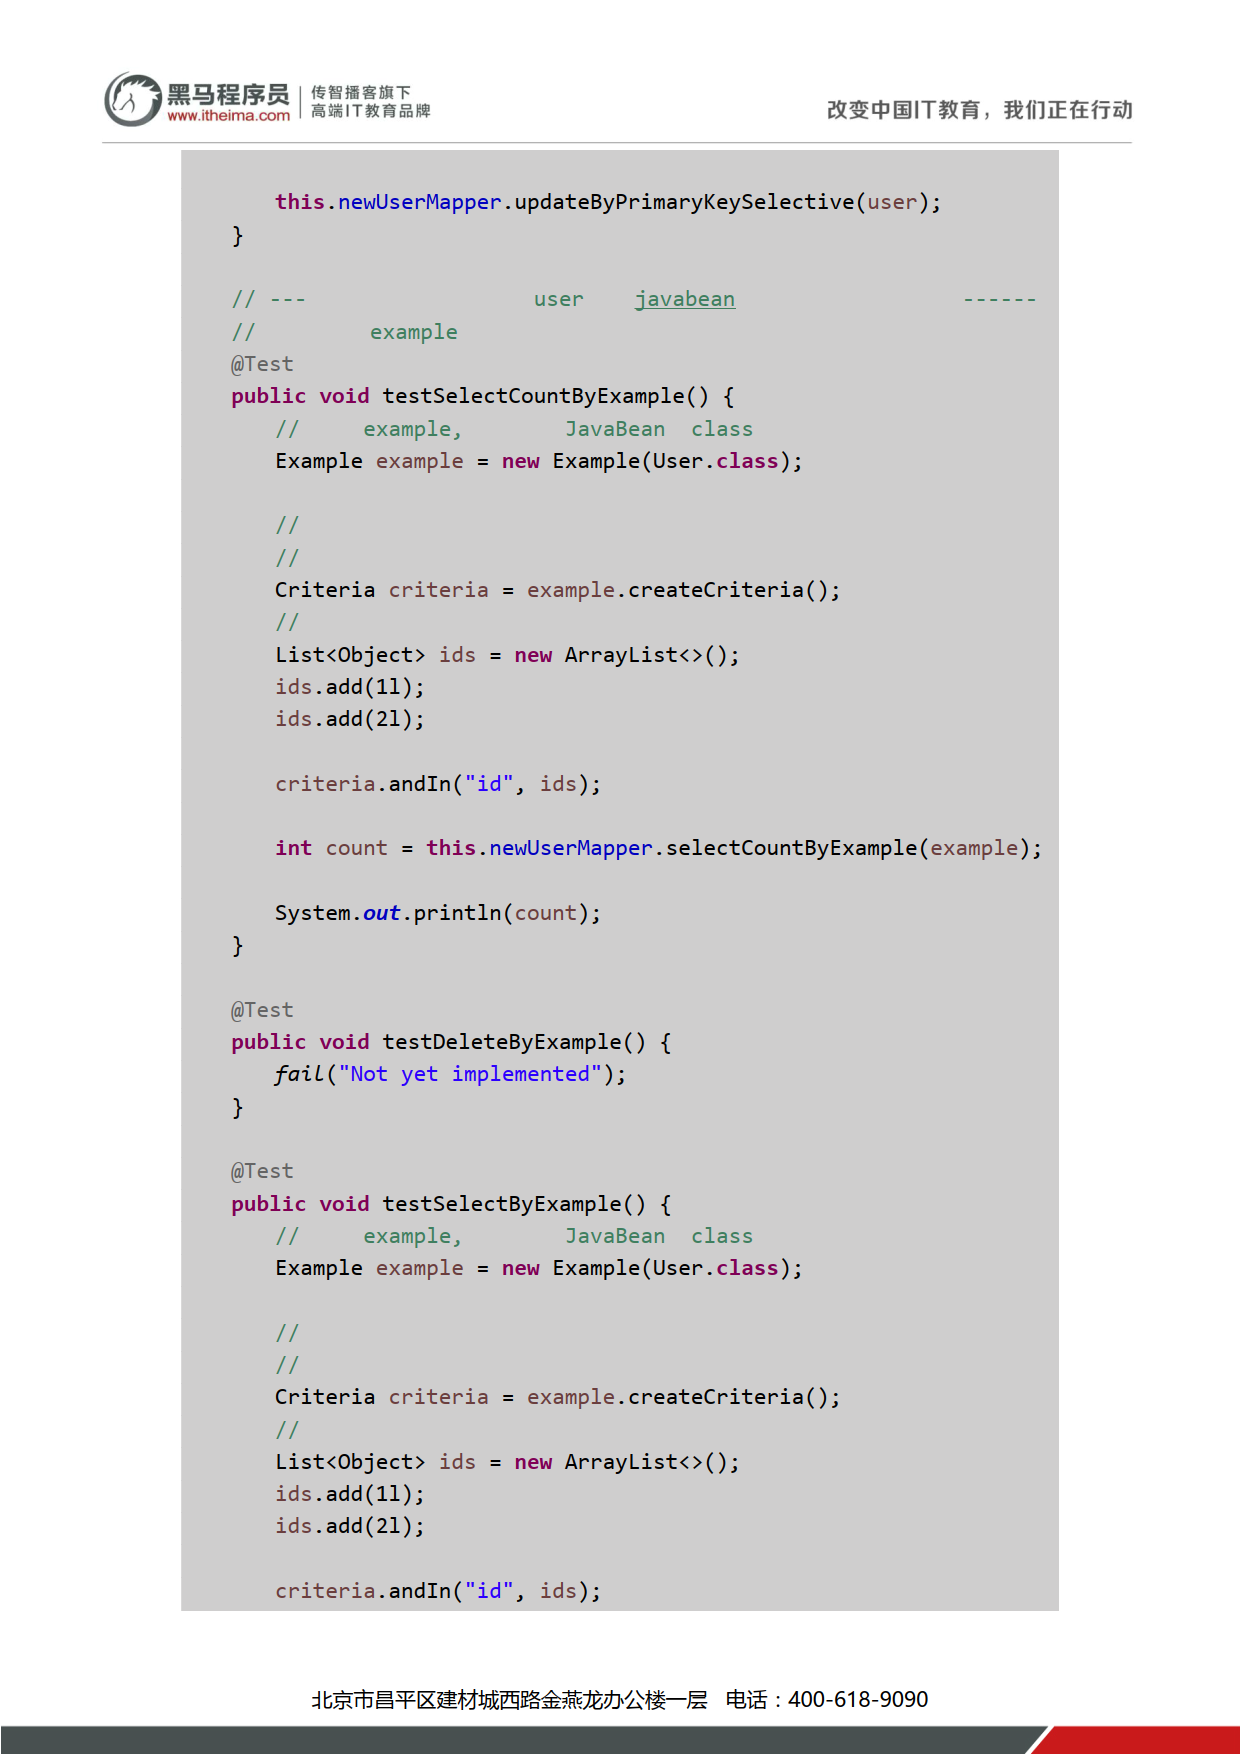 黑马程序员
www.itheima.com
传智播客旗下
高端IT教育品牌
改变中国IT教育，我们正在行动
this.newUserMapper.updateByPrimaryKeySelective(user);
}
// --- user javabean ------
// example
@Test
public void testSelectCountByExample() {
// example, JavaBean class
Example example = new Example(User.class);
//
//
Criteria criteria = example.createCriteria();
//
List<Object> ids = new ArrayList<>();
ids.add(1l);
ids.add(2l);
criteria.andIn("id", ids);
int count = this.newUserMapper.selectCountByExample(example);
System.out.println(count);
}
@Test
public void testDeleteByExample() {
fail("Not yet implemented");
}
@Test
public void testSelectByExample() {
// example, JavaBean class
Example example = new Example(User.class);
//
//
Criteria criteria = example.createCriteria();
//
List<Object> ids = new ArrayList<>();
ids.add(1l);
ids.add(2l);
criteria.andIn("id", ids);
北京市昌平区建材城西路金燕龙办公楼一层 电话：400-618-9090